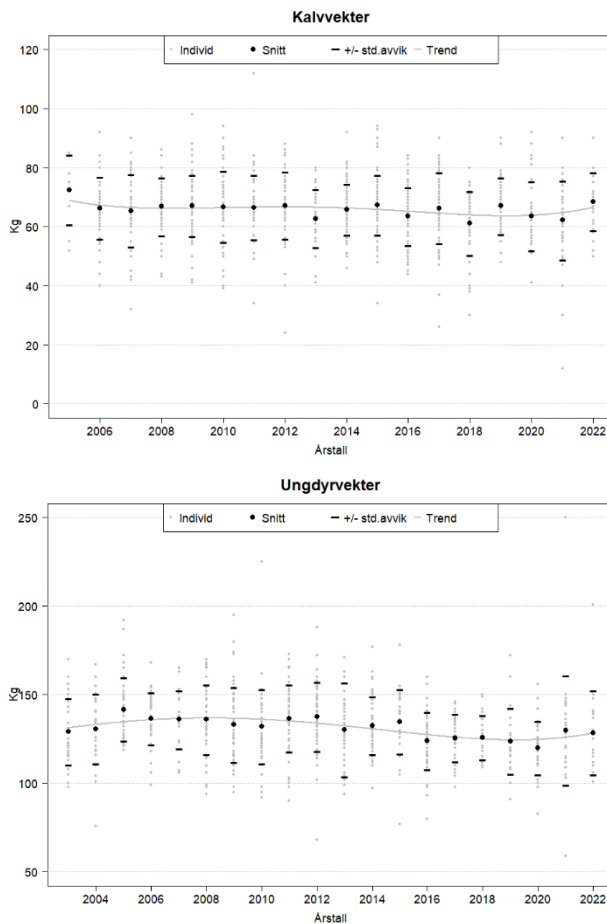 Kalvvekter
Individ Snitt +/- std.avvik Trend
120
100
80
60
40
20
0
Kg
2006 2008 2010 2012 2014 2016 2018 2020 2022
Årstall
Ungdyrvekter
Individ Snitt +/- std.avvik Trend
250
200
150
100
50
Kg
2004 2006 2008 2010 2012 2014 2016 2018 2020 2022
Årstall